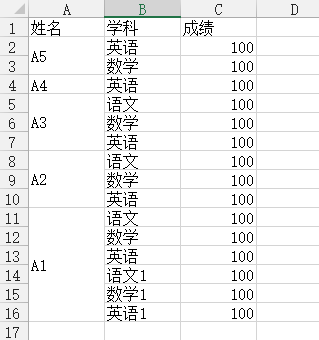 A B C D
1 姓名 学科 成绩
2 A5 英语 100
3 数学 100
4 A4 英语 100
5 A3 语文 100
6 数学 100
7 英语 100
8 A2 语文 100
9 数学 100
10 英语 100
11 A1 语文 100
12 数学 100
13 英语 100
14 语文1 100
15 数学1 100
16 英语1 100
17